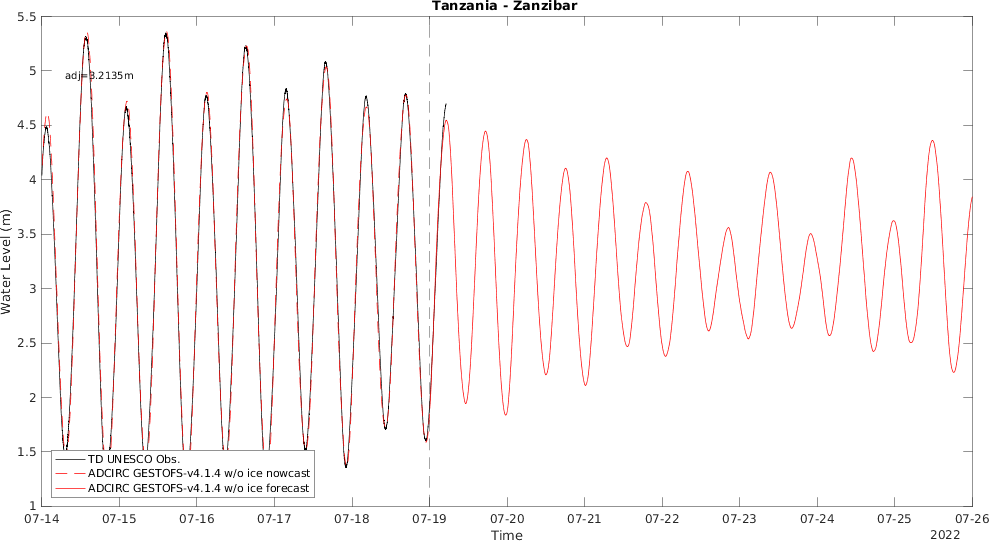 Tanzania - Zanzibar
5.5
5
4.5
4
3.5
3
2.5
2
1.5
1
Water Level (m)
adj=3.2135m
TD UNESCO Obs.
ADCIRC GESTOFS-v4.1.4 w/o ice nowcast
ADCIRC GESTOFS-v4.1.4 w/o ice forecast
07-14 07-15 07-16 07-17 07-18 07-19 07-20 07-21 07-22 07-23 07-24 07-25 07-26
Time
2022